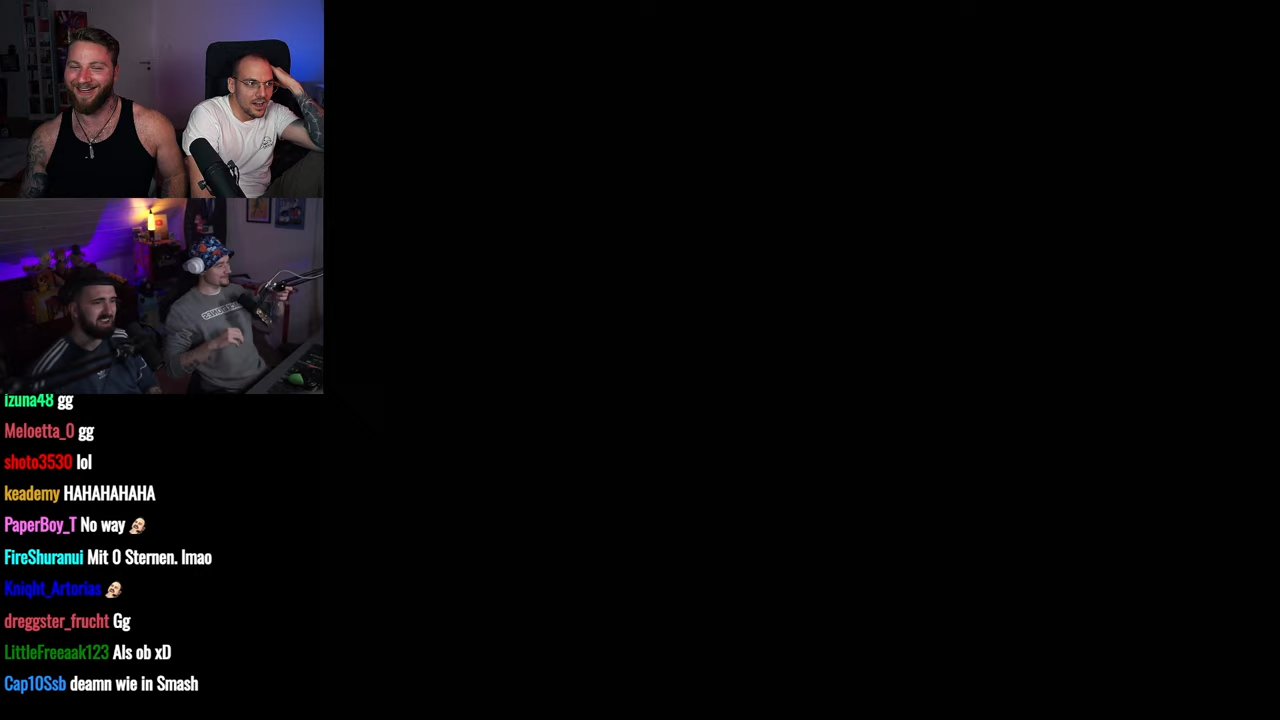 Izuna48 gg
Meloetta_0 gg
shoto3530 lol
keademy HAHAHAHAHA
PaperBoy_T No way
FireShuranui Mit 0 Sternen. lmao
Knight_Artorias
dreggster_frucht Gg
LittleFreeaak123 Als ob xD
Cap10Ssb deamn wie in Smash